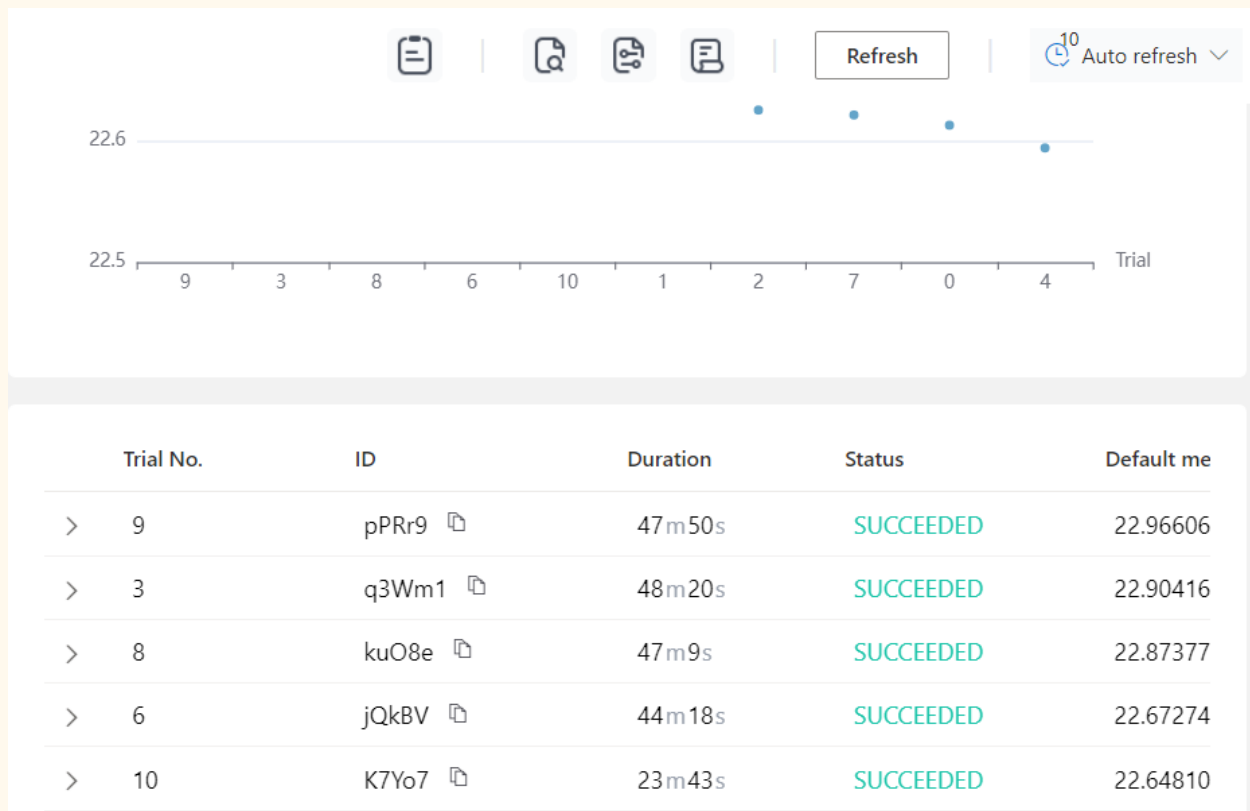 10
Refresh
Auto refresh
22.6
22.5
Trial
9 3 8 6 10 1 2 7 0 4
Trial No. ID Duration Status Default me
9 pPRr9 47m50s SUCCEEDED 22.96606
3 q3Wm1 48m20s SUCCEEDED 22.90416
8 kuO8e 47m9s SUCCEEDED 22.87377
6 jQkBV 44m18s SUCCEEDED 22.67274
10 K7Yo7 23m43s SUCCEEDED 22.64810